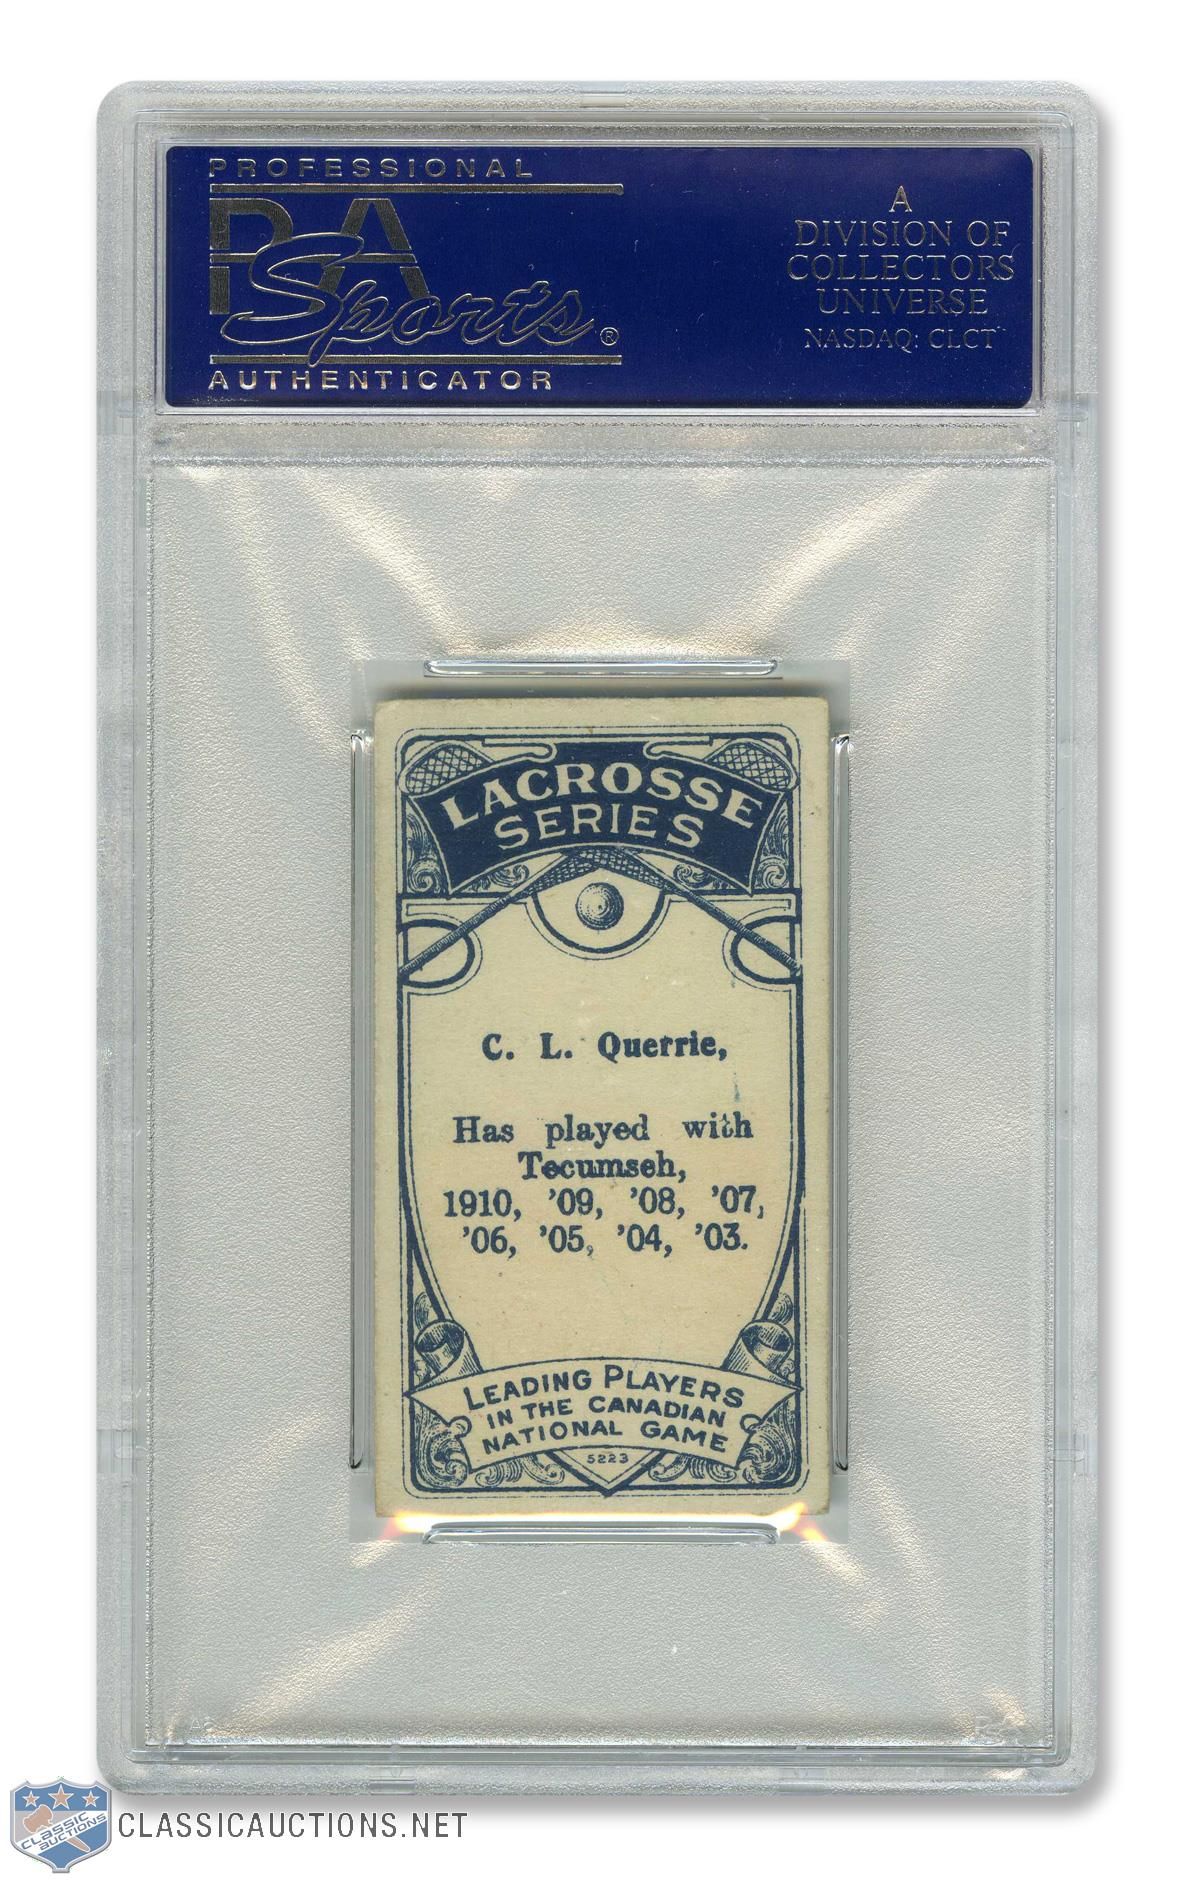 PROFESSIONAL
PSA
Sports®
AUTHENTICATOR
A
DIVISION OF
COLLECTORS
UNIVERSE
NASDAQ: CLCT
LACROSSE
SERIES
C. L. Querrie,
Has played with
Tecumseh,
1910, '09, '08, '07,
'06, '05, '04, '03.
LEADING PLAYERS
IN THE CANADIAN
NATIONAL GAME
5223
CLASSIC
AUCTIONS
CLASSICAUCTIONS.NET